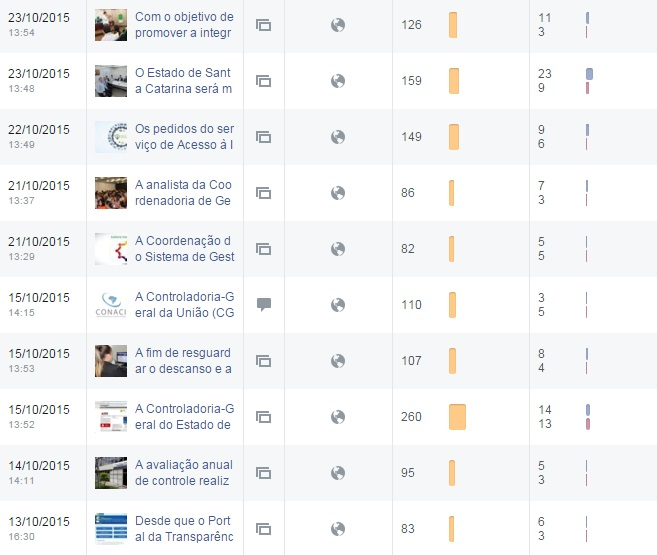 23/10/2015
13:54
Com o objetivo de
promover a integr
126
11
3
23/10/2015
13:48
O Estado de Sant
a Catarina será m
159
23
9
22/10/2015
13:49
Os pedidos do ser
viço de Acesso à I
149
9
6
21/10/2015
13:37
A analista da Coo
rdenadoria de Ge
86
7
3
21/10/2015
13:29
A Coordenação d
o Sistema de Gest
82
5
5
15/10/2015
14:15
CONACI
A Controladoria-G
eral da União (CG
110
3
5
15/10/2015
13:53
A fim de resguard
ar o descanso e a
107
8
4
15/10/2015
13:52
A Controladoria-G
eral do Estado de
260
14
13
14/10/2015
14:11
A avaliação anual
de controle realiz
95
5
3
13/10/2015
16:30
Desde que o Port
al da Transparênc
83
6
3